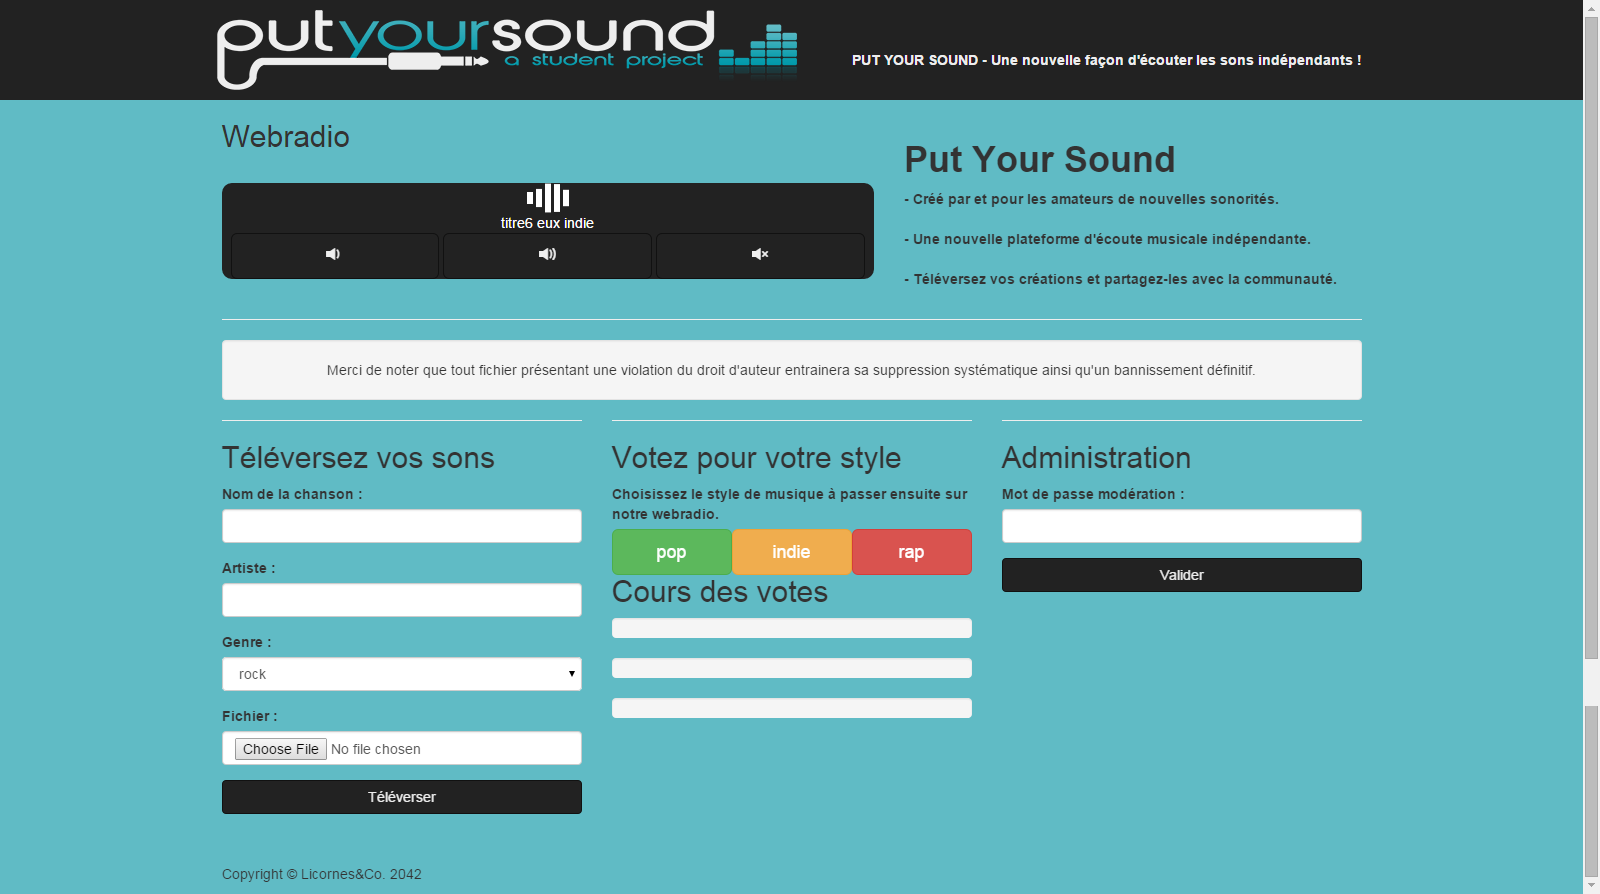 putyoursound
a student project
PUT YOUR SOUND - Une nouvelle façon d'écouter les sons indépendants !
Webradio
titre6 eux indie
Put Your Sound
- Créé par et pour les amateurs de nouvelles sonorités.
- Une nouvelle plateforme d'écoute musicale indépendante.
- Téléversez vos créations et partagez-les avec la communauté.
Merci de noter que tout fichier présentant une violation du droit d'auteur entrainera sa suppression systématique ainsi qu'un bannissement définitif.
Téléversez vos sons
Nom de la chanson :
Artiste :
Genre :
rock
Fichier :
Choose File No file chosen
Téléverser
Votez pour votre style
Choisissez le style de musique à passer ensuite sur
notre webradio.
pop indie rap
Cours des votes
Administration
Mot de passe modération :
Valider
Copyright © Licornes&Co. 2042